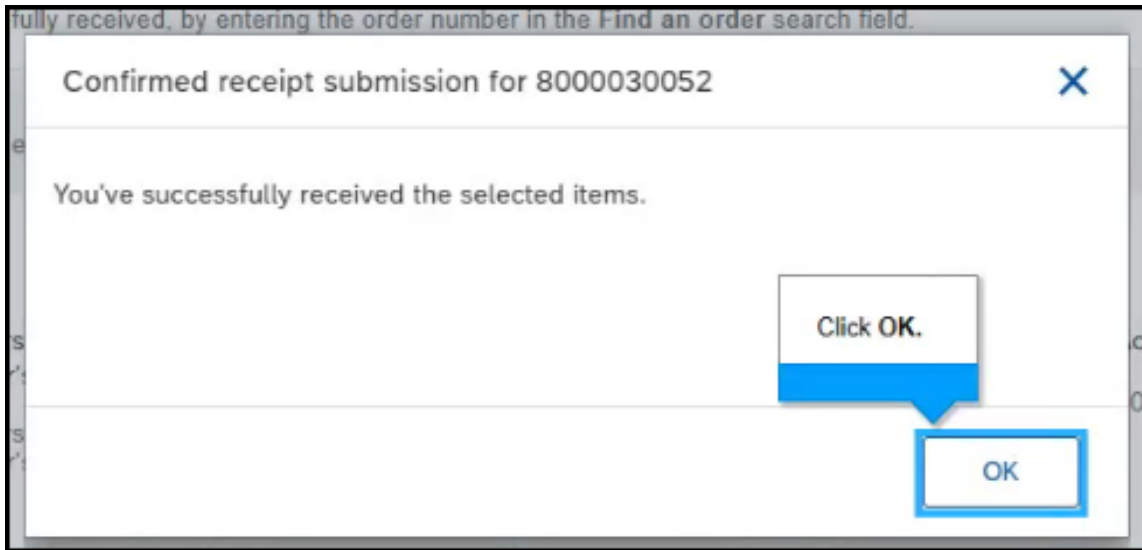 fully received, by entering the order number in the Find an order search field.
Confirmed receipt submission for 8000030052
You've successfully received the selected items.
Click OK.
OK